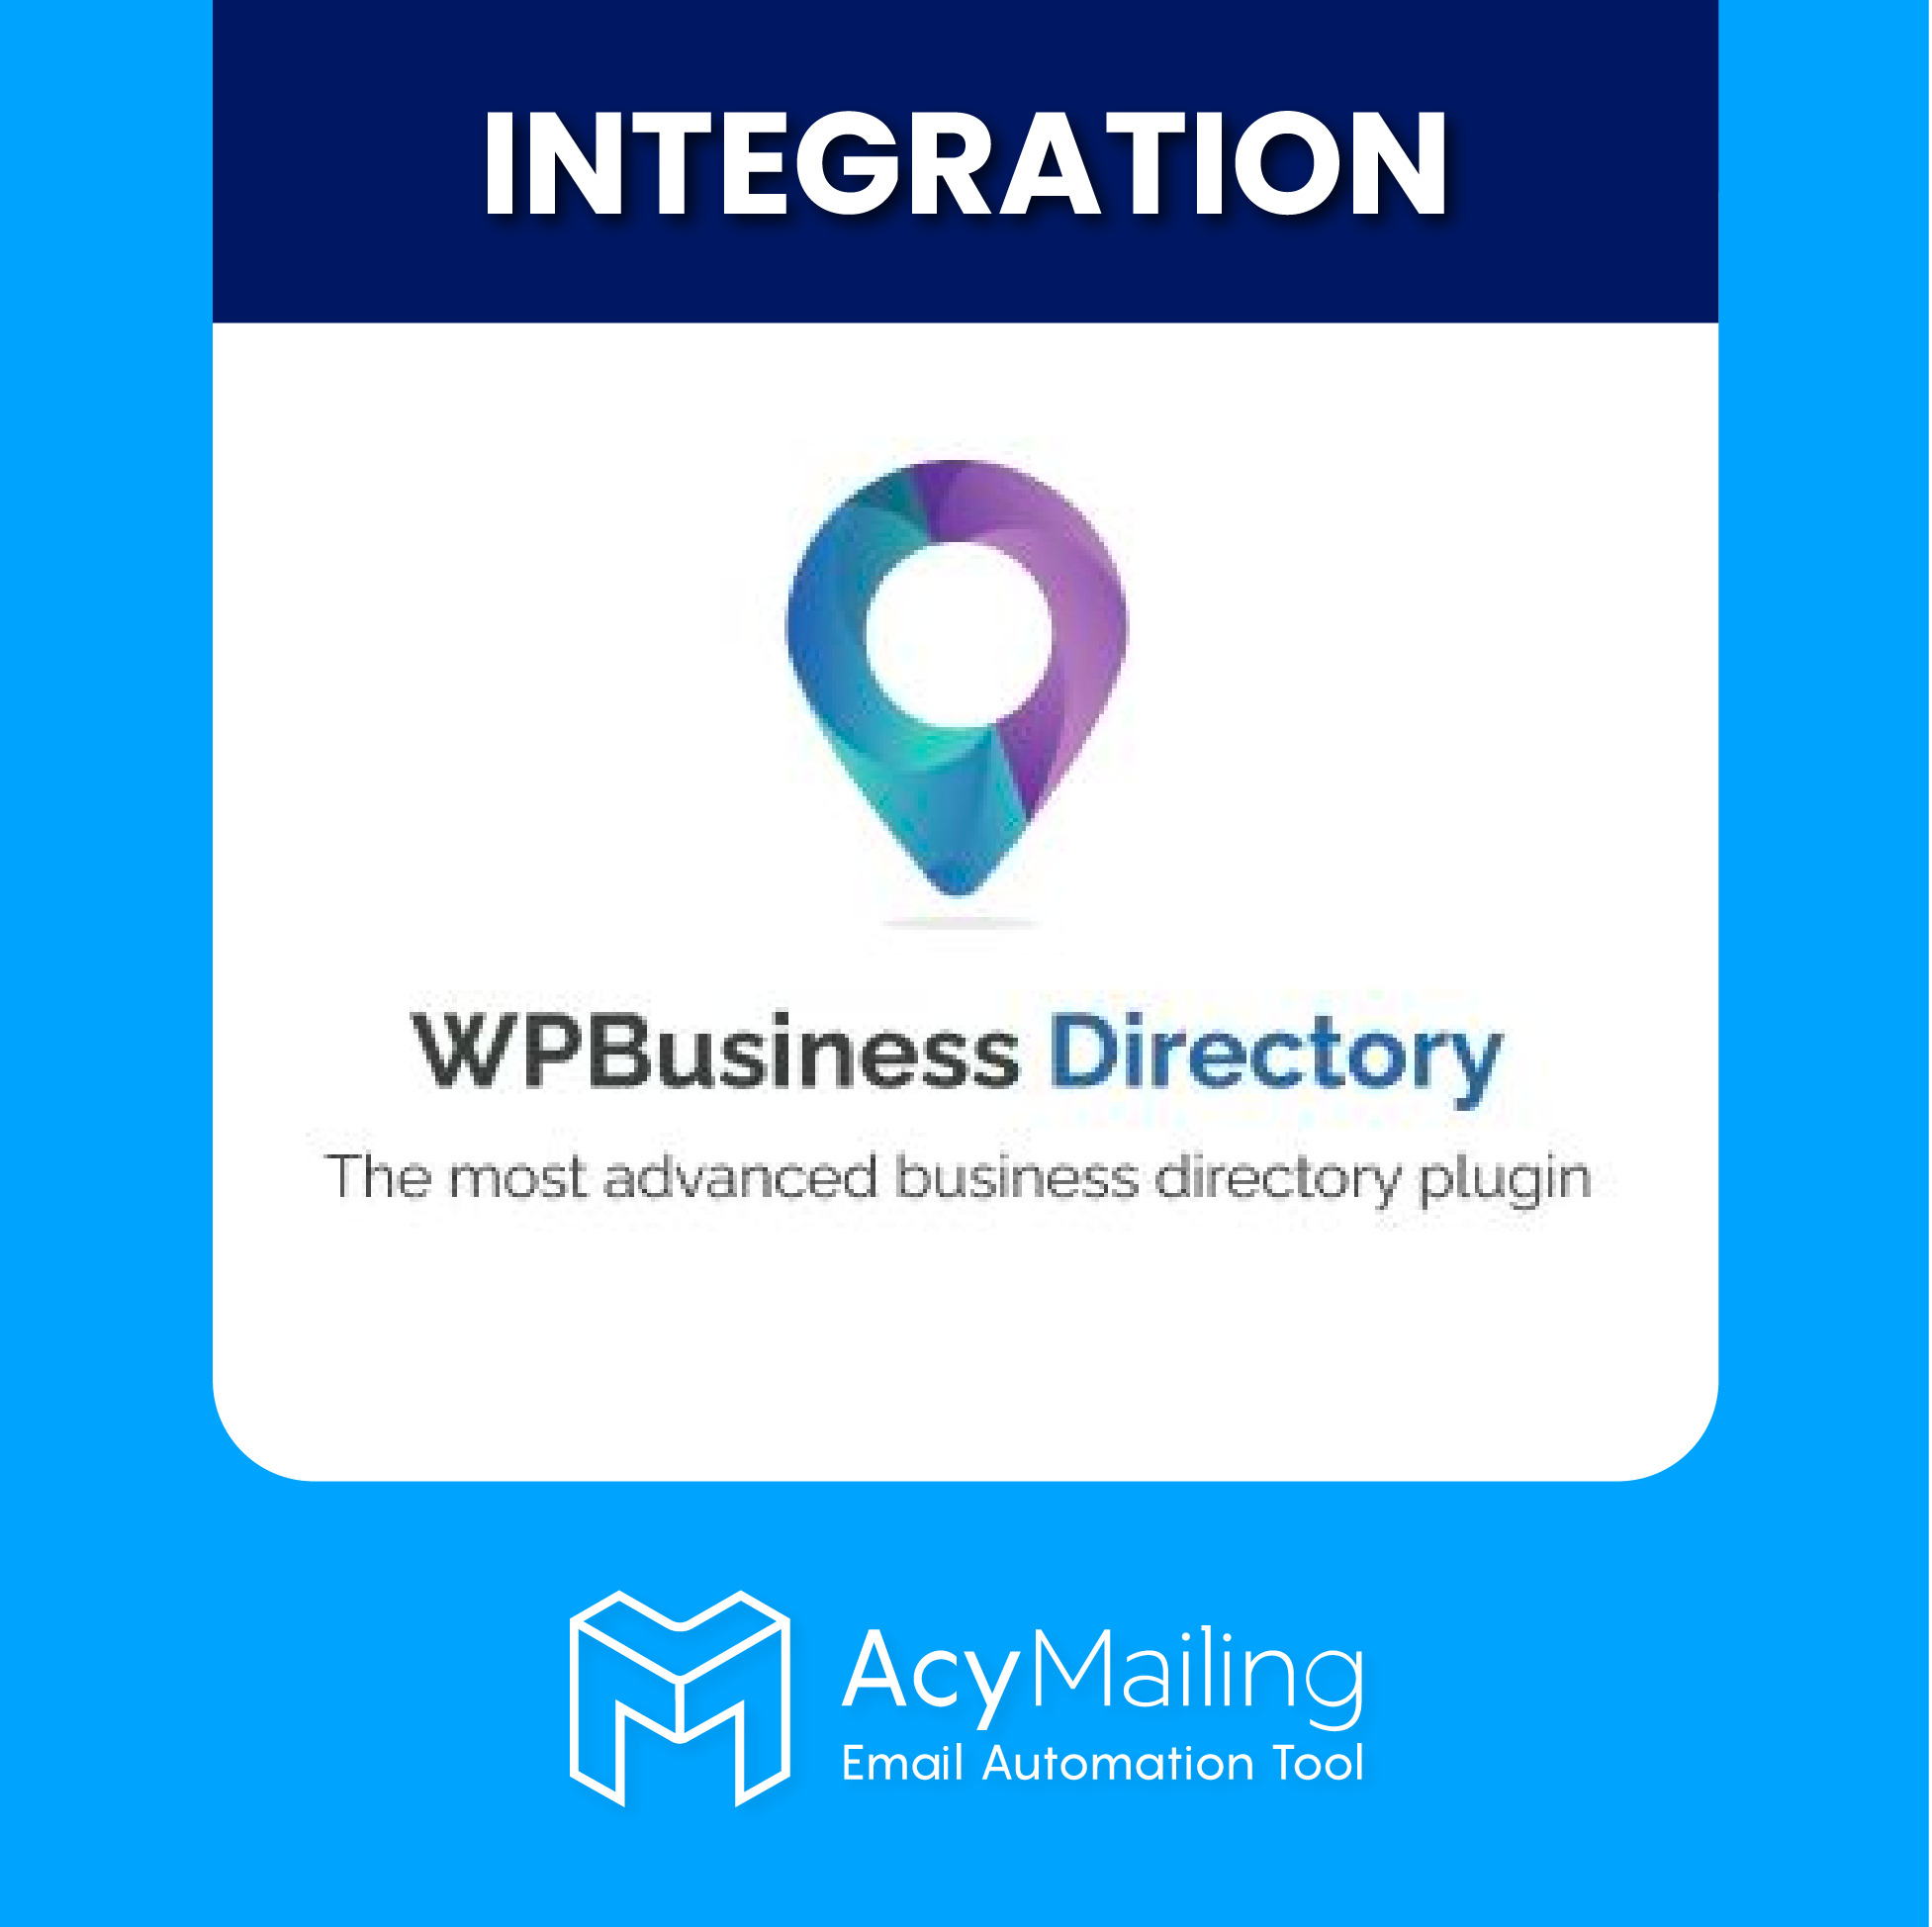 INTEGRATION
WPBusiness Directory
The most advanced business directory plugin
AcyMailing
Email Automation Tool